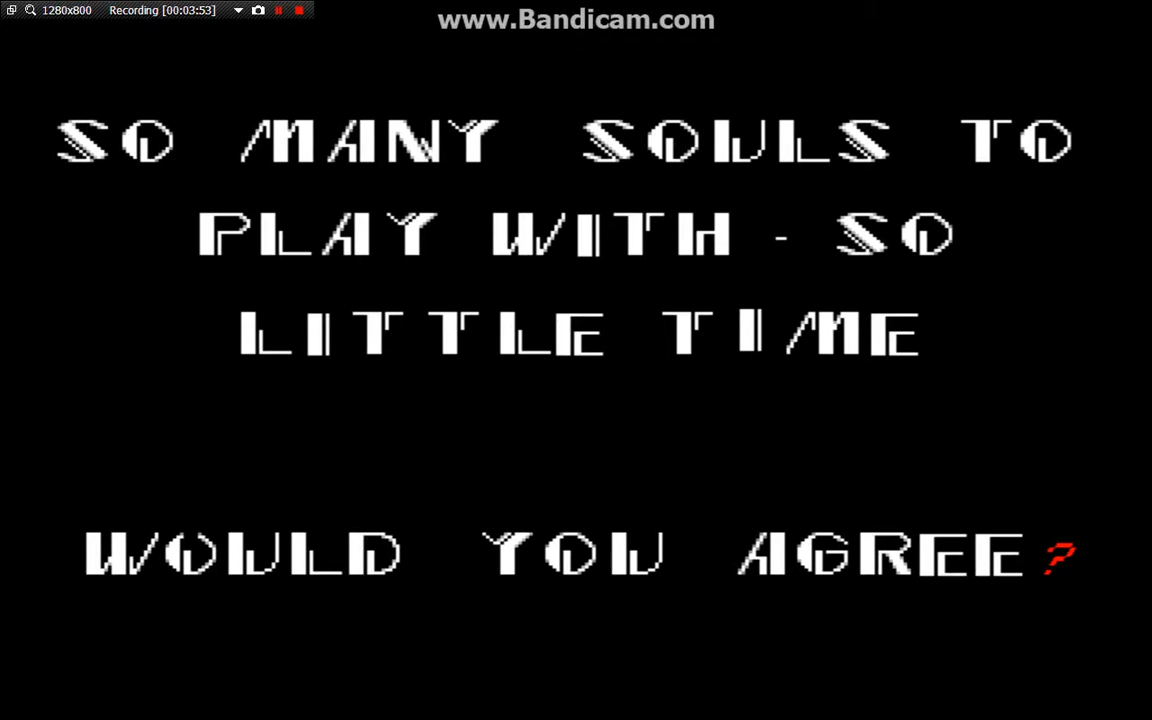 1280x800 Recording [00:03:53]
www.Bandicam.com
SO MANY SOULS TO
PLAY WITH - SO
LITTLE TIME
WOULD YOU AGREE?